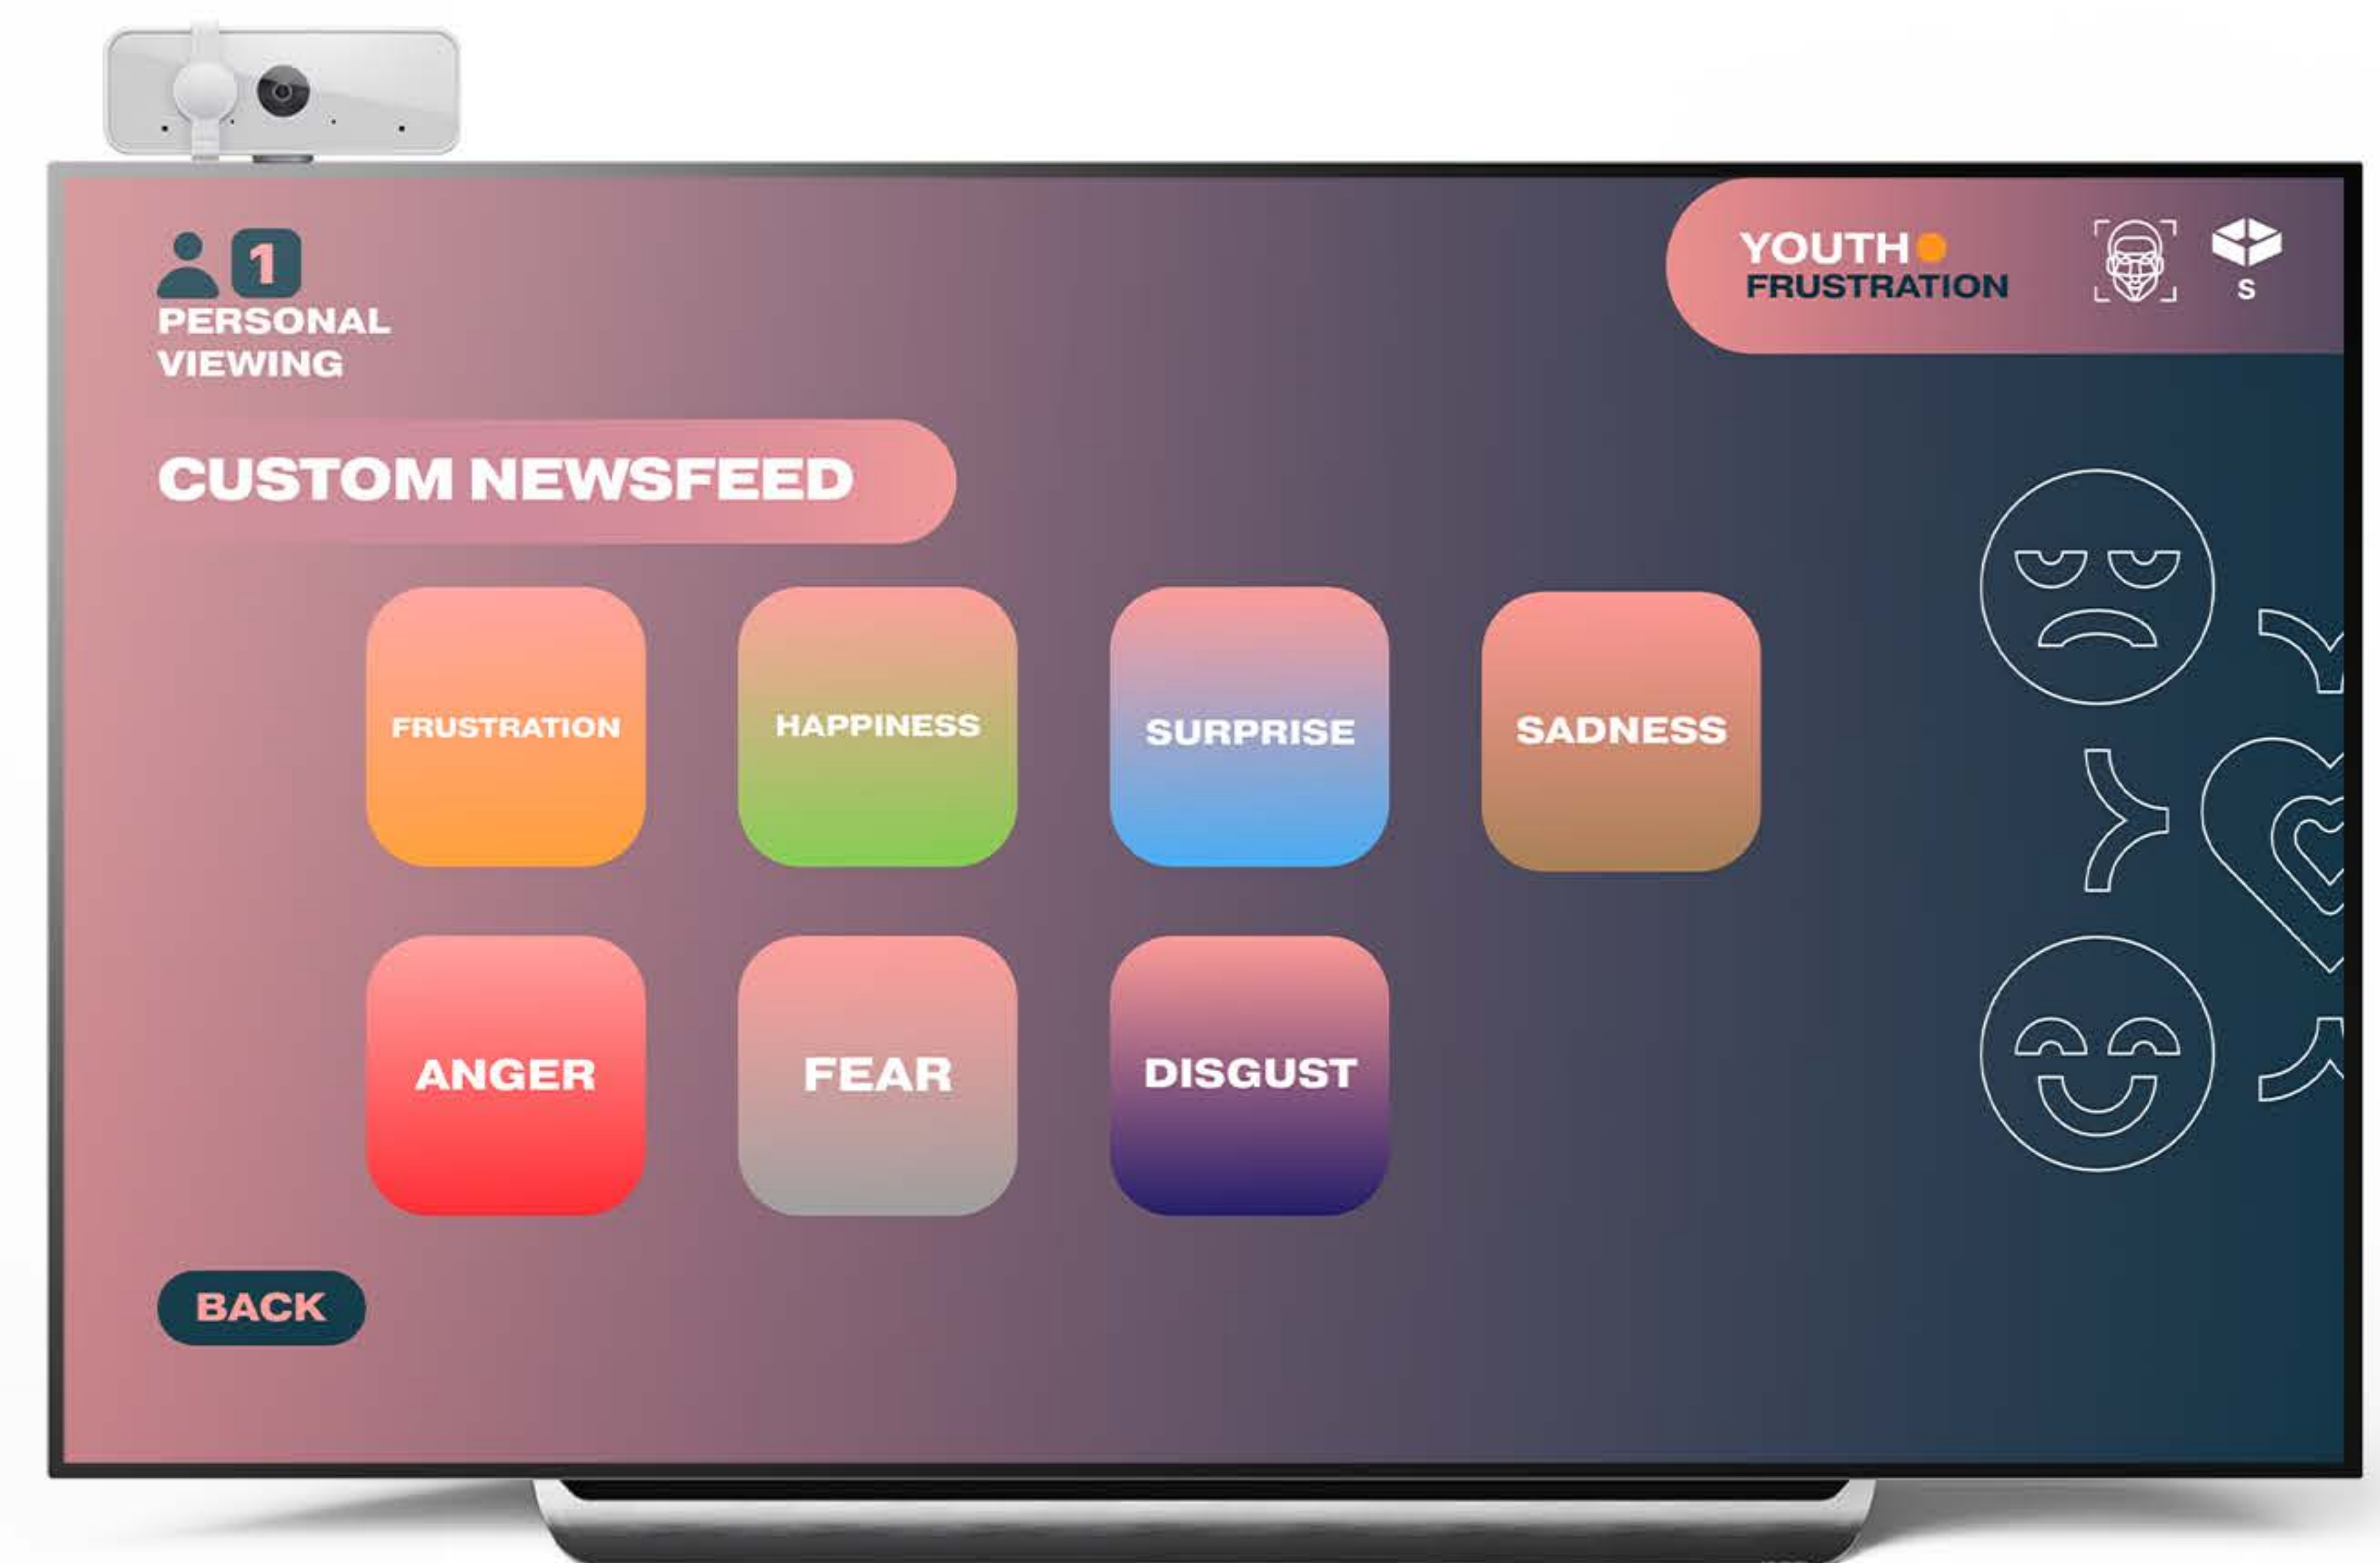 1
PERSONAL
VIEWING
YOUTH
FRUSTRATION
S
CUSTOM NEWSFEED
FRUSTRATION
HAPPINESS
SURPRISE
SADNESS
ANGER
FEAR
DISGUST
BACK